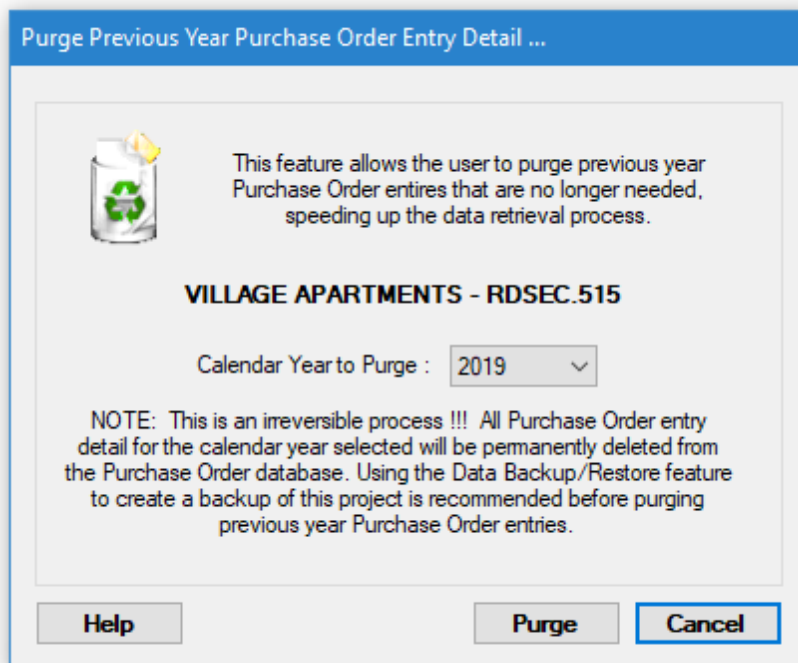 Purge Previous Year Purchase Order Entry Detail ...
This feature allows the user to purge previous year
Purchase Order entires that are no longer needed,
speeding up the data retrieval process.
VILLAGE APARTMENTS - RDSEC.515
Calendar Year to Purge : 2019
NOTE: This is an irreversible process !!! All Purchase Order entry
detail for the calendar year selected will be permanently deleted from
the Purchase Order database. Using the Data Backup/Restore feature
to create a backup of this project is recommended before purging
previous year Purchase Order entries.
Help Purge Cancel